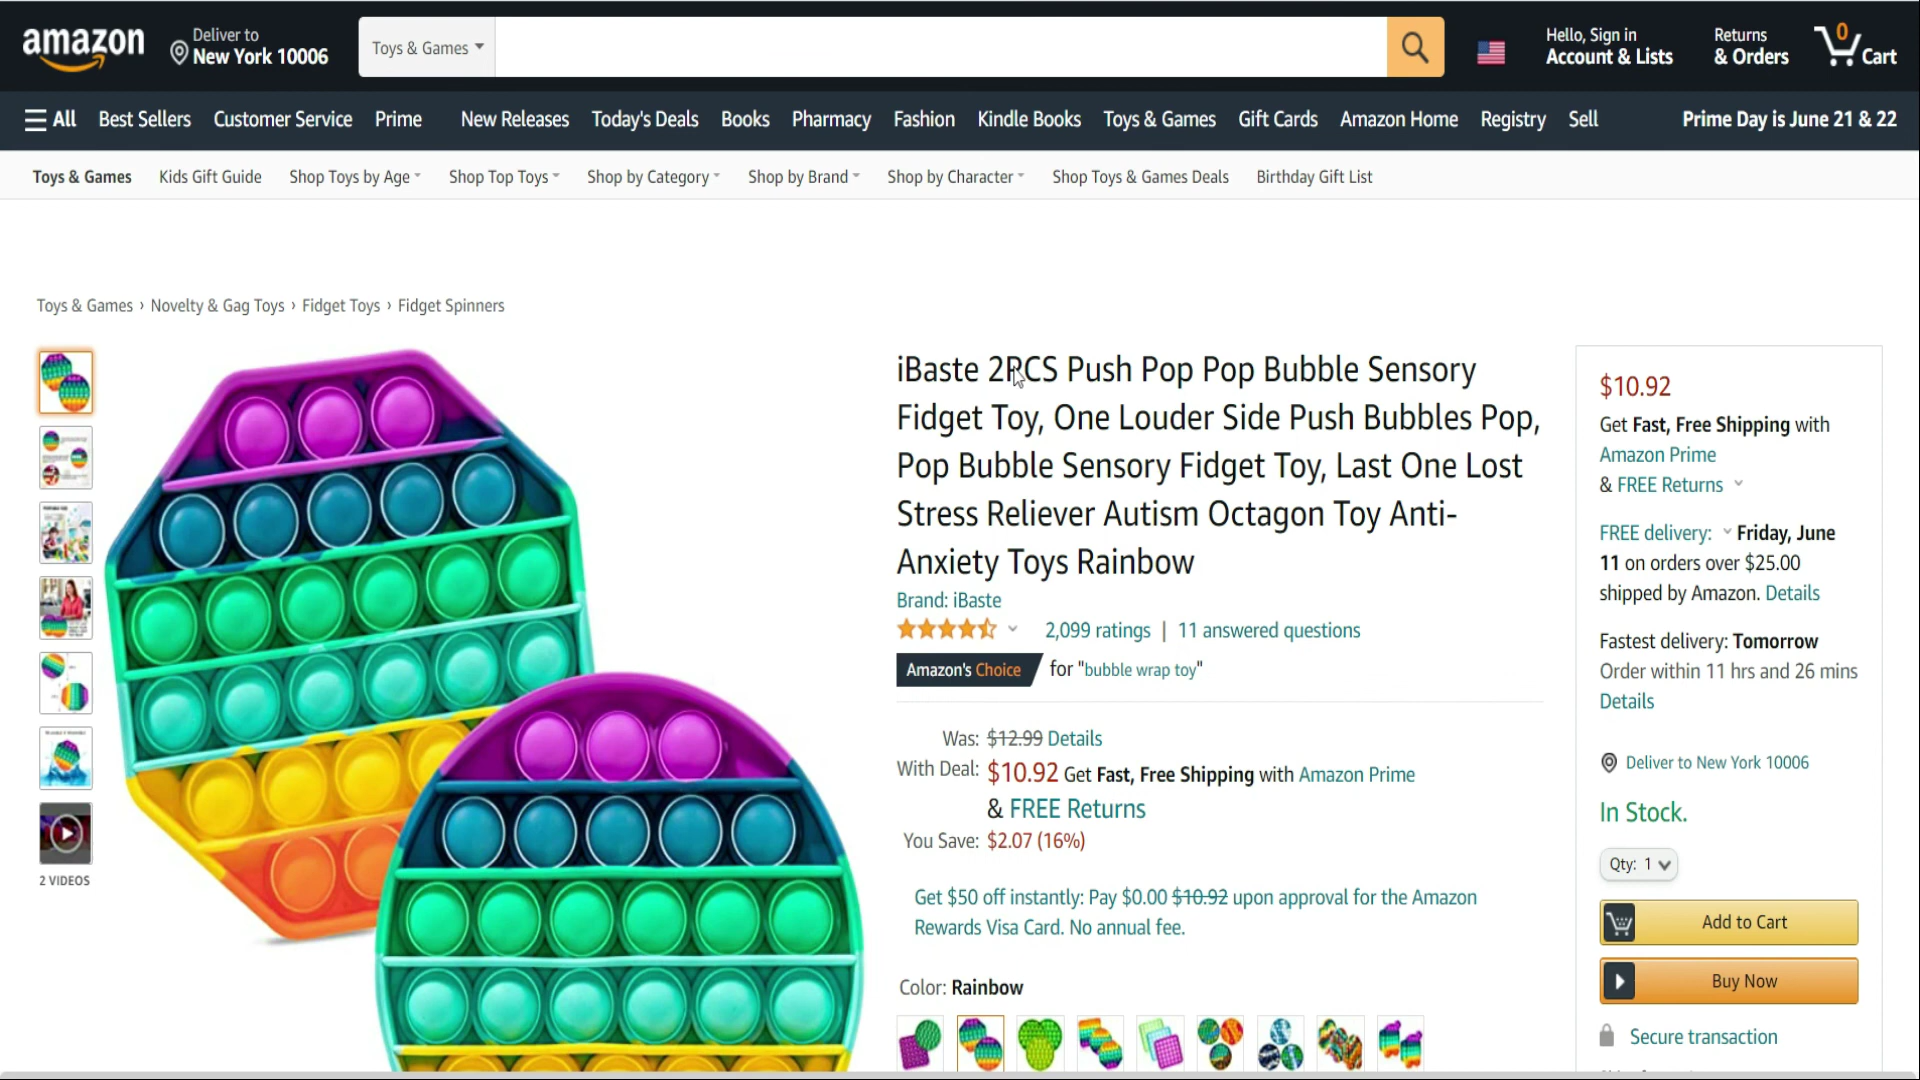 amazon
Deliver to
New York 10006
Toys & Games
Hello, Sign in
Account & Lists
Returns
& Orders
0
Cart
All
Best Sellers
Customer Service
Prime
New Releases
Today's Deals
Books
Pharmacy
Fashion
Kindle Books
Toys & Games
Gift Cards
Amazon Home
Registry
Sell
Prime Day is June 21 & 22
Toys & Games
Kids Gift Guide
Shop Toys by Age
Shop Top Toys
Shop by Category
Shop by Brand
Shop by Character
Shop Toys & Games Deals
Birthday Gift List
Toys & Games › Novelty & Gag Toys › Fidget Toys › Fidget Spinners
2 VIDEOS
iBaste 2PCS Push Pop Pop Bubble Sensory
Fidget Toy, One Louder Side Push Bubbles Pop,
Pop Bubble Sensory Fidget Toy, Last One Lost
Stress Reliever Autism Octagon Toy Anti-
Anxiety Toys Rainbow
Brand: iBaste
2,099 ratings | 11 answered questions
Amazon's Choice for "bubble wrap toy"
Was: $12.99 Details
With Deal: $10.92 Get Fast, Free Shipping with Amazon Prime
& FREE Returns
You Save: $2.07 (16%)
Get $50 off instantly: Pay $0.00 $10.92 upon approval for the Amazon
Rewards Visa Card. No annual fee.
Color: Rainbow
$10.92
Get Fast, Free Shipping with
Amazon Prime
& FREE Returns
FREE delivery: Friday, June
11 on orders over $25.00
shipped by Amazon. Details
Fastest delivery: Tomorrow
Order within 11 hrs and 26 mins
Details
Deliver to New York 10006
In Stock.
Qty: 1
Add to Cart
Buy Now
Secure transaction